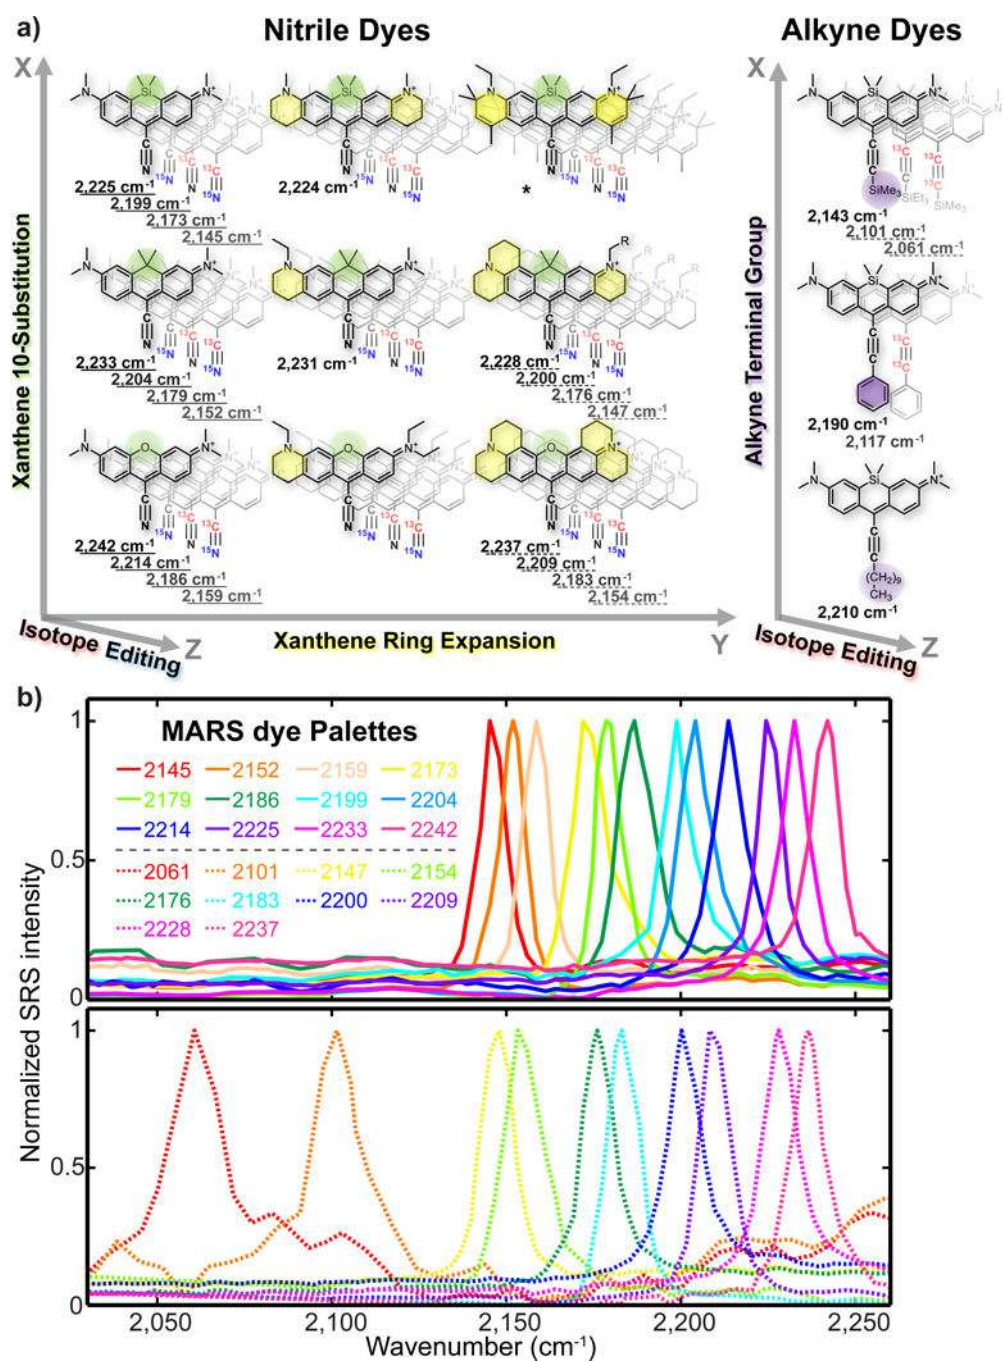 a)
Nitrile Dyes
Alkyne Dyes
X
Xanthene 10-Substitution
2,225 cm⁻¹
2,199 cm⁻¹
2,173 cm⁻¹
2,145 cm⁻¹
2,224 cm⁻¹
*
2,233 cm⁻¹
2,204 cm⁻¹
2,179 cm⁻¹
2,152 cm⁻¹
2,231 cm⁻¹
2,228 cm⁻¹
2,200 cm⁻¹
2,176 cm⁻¹
2,147 cm⁻¹
2,242 cm⁻¹
2,214 cm⁻¹
2,186 cm⁻¹
2,159 cm⁻¹
2,237 cm⁻¹
2,209 cm⁻¹
2,183 cm⁻¹
2,154 cm⁻¹
Isotope Editing
Z
Xanthene Ring Expansion
Y
X
Alkyne Terminal Group
SiMe₃
SiEt₃
SiMe₃
2,143 cm⁻¹
2,101 cm⁻¹
2,061 cm⁻¹
2,190 cm⁻¹
2,117 cm⁻¹
(CH₂)₉
CH₃
2,210 cm⁻¹
Isotope Editing
Z
b)
MARS dye Palettes
2145 2152 2159 2173
2179 2186 2199 2204
2214 2225 2233 2242
2061 2101 2147 2154
2176 2183 2200 2209
2228 2237
Normalized SRS intensity
1
0.5
0
1
0.5
0
2,050 2,100 2,150 2,200 2,250
Wavenumber (cm⁻¹)